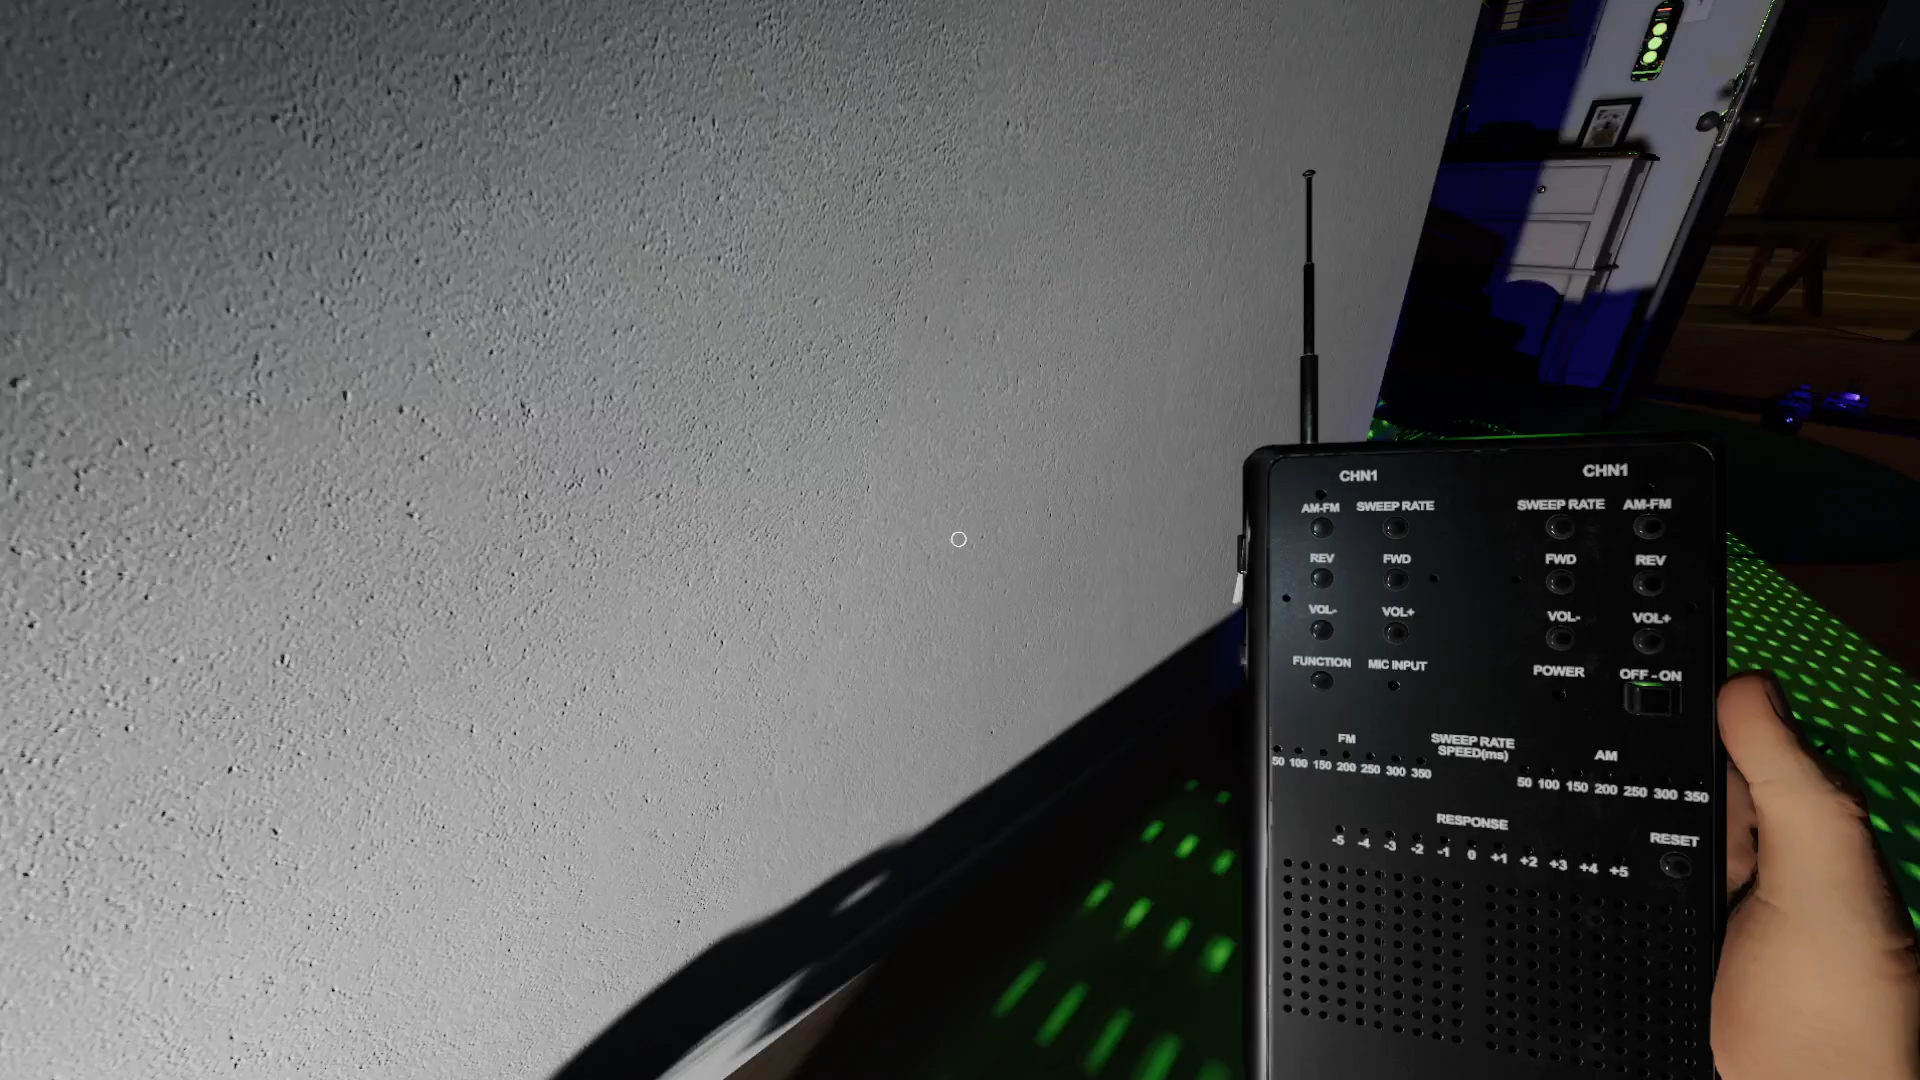 CHN1 CHN1
AM-FM SWEEP RATE SWEEP RATE AM-FM
REV FWD FWD REV
VOL- VOL+ VOL- VOL+
FUNCTION MIC INPUT POWER OFF - ON
FM SWEEP RATE SPEED(ms) AM
50 100 150 200 250 300 350 50 100 150 200 250 300 350
RESPONSE RESET
-5 -4 -3 -2 -1 0 +1 +2 +3 +4 +5